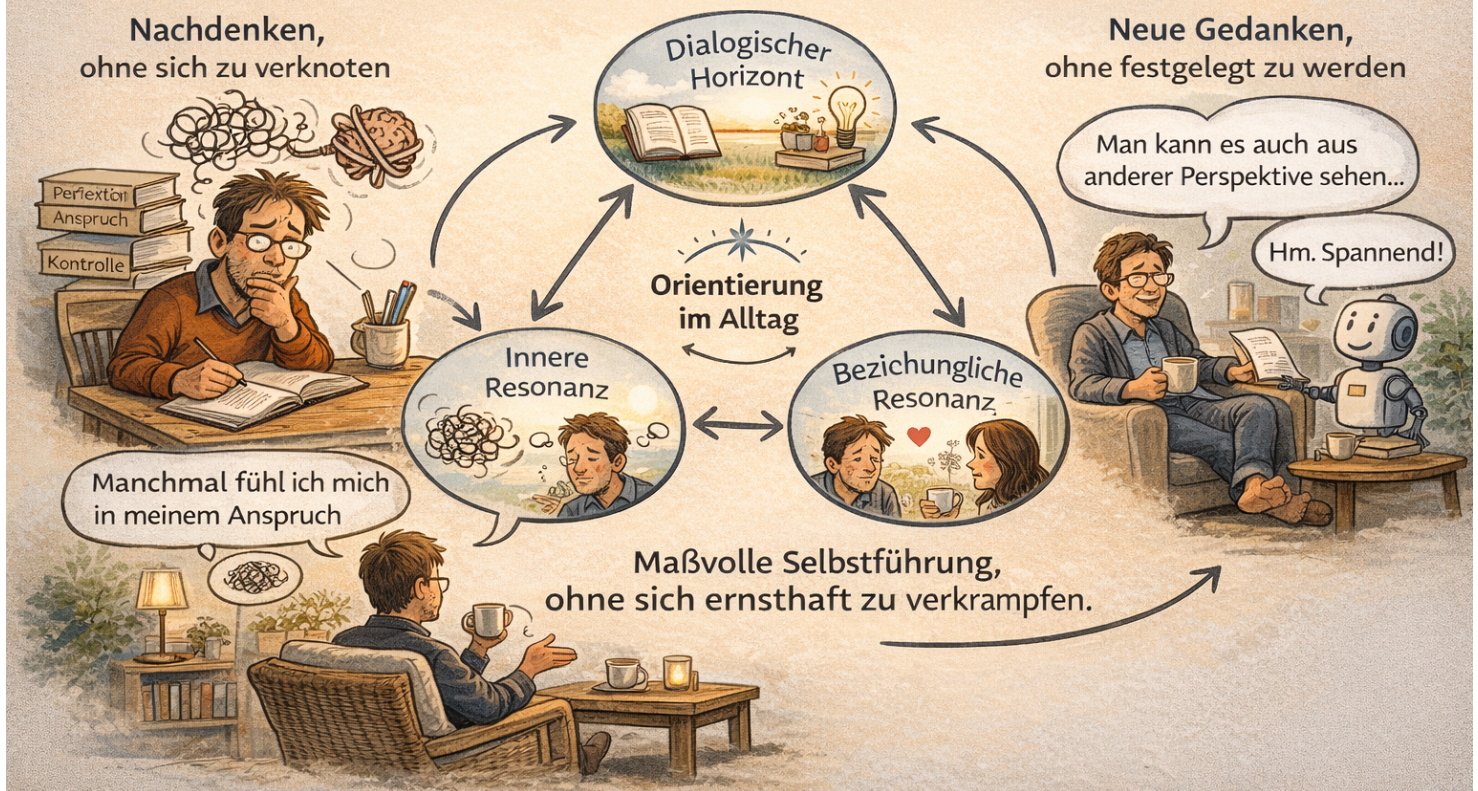 Nachdenken,
ohne sich zu verknoten
Perfextion
Anspruch
Kontrolle
Dialogischer
Horizont
Neue Gedanken,
ohne festgelegt zu werden
Man kann es auch aus
anderer Perspektive sehen...
Hm. Spannend!
Orientierung
im Alltag
Innere
Resonanz
Bezichungliche
Resonanz
Manchmal fühl ich mich
in meinem Anspruch
Maßvolle Selbstführung,
ohne sich ernsthaft zu verkrampfen.